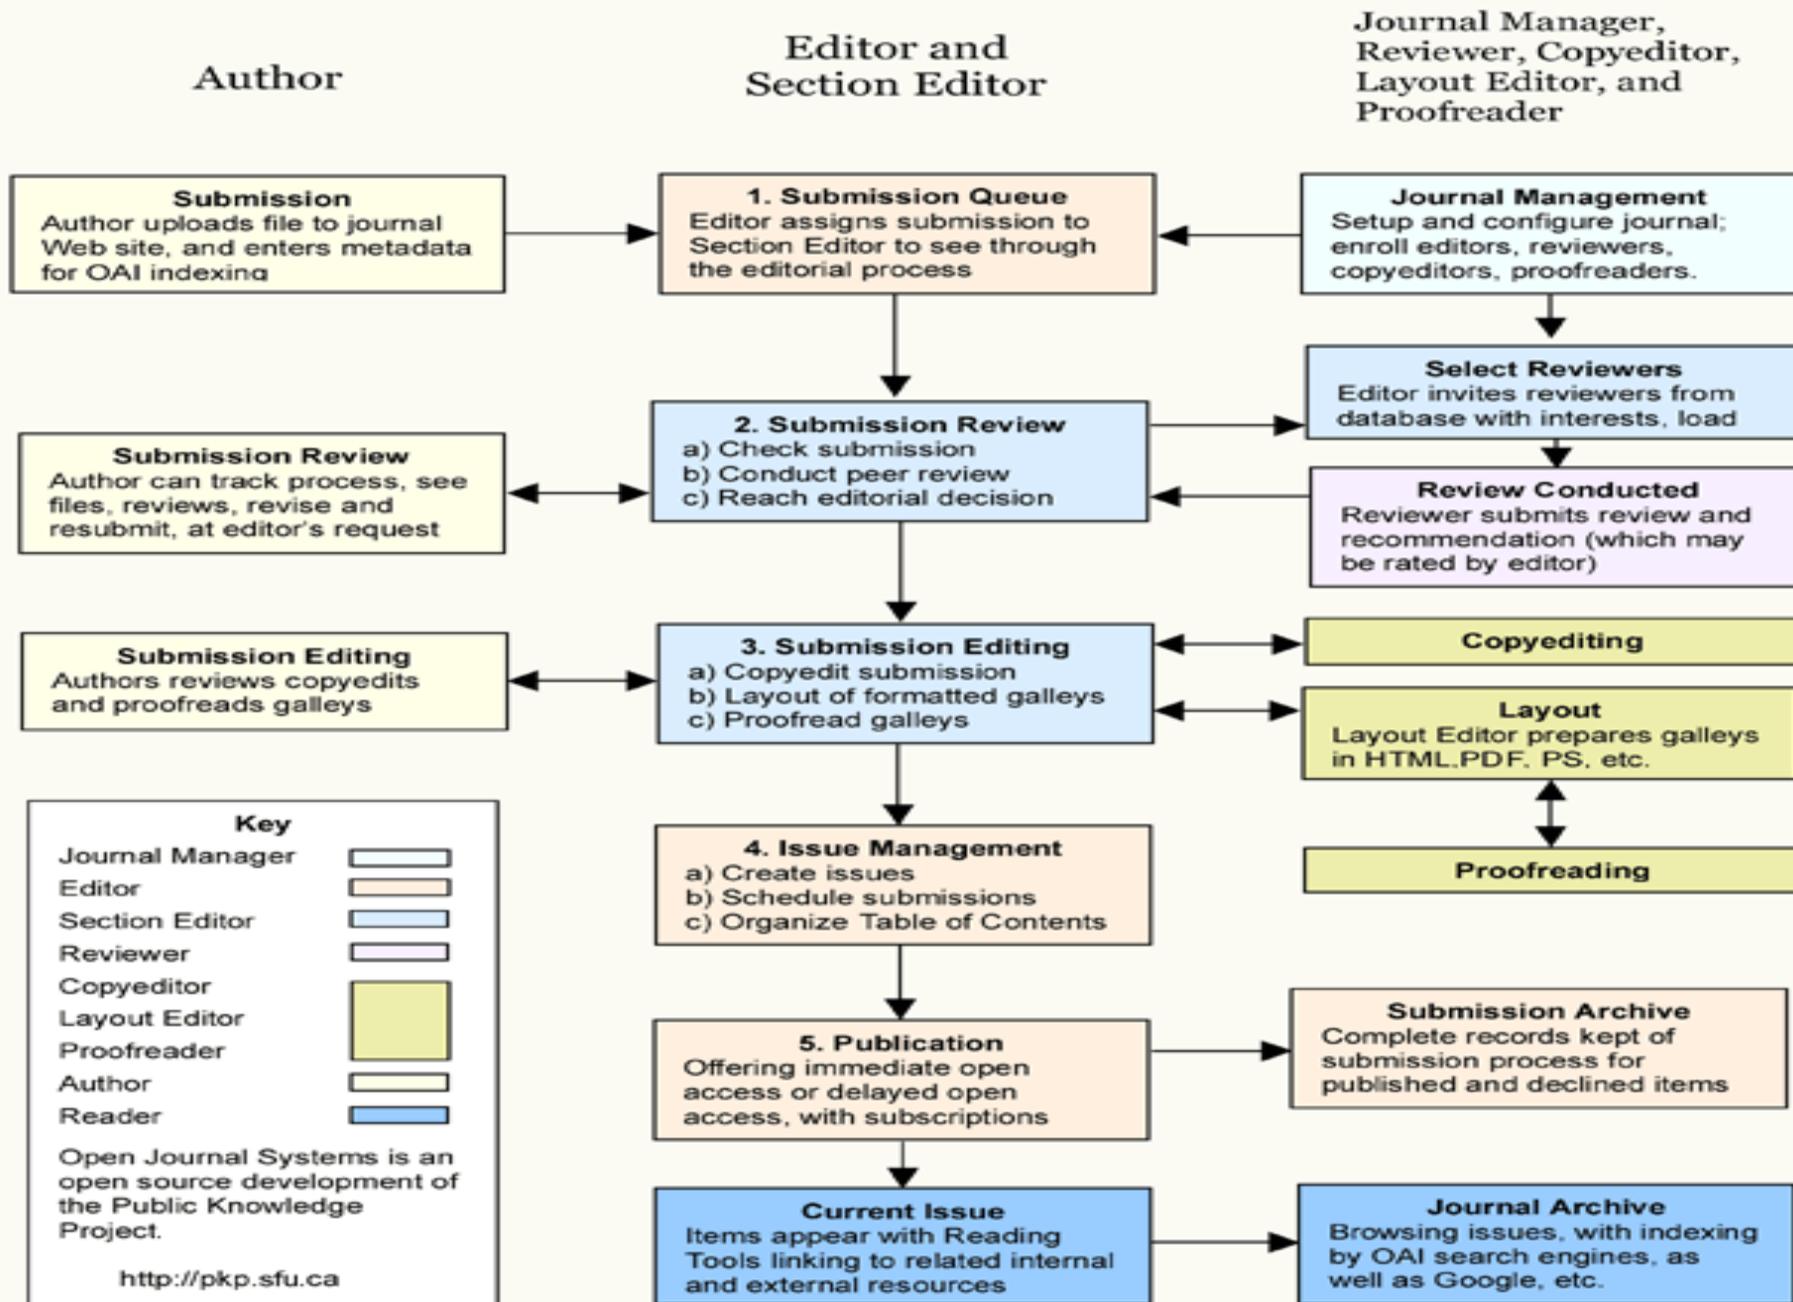 Author
Editor and
Section Editor
Journal Manager,
Reviewer, Copyeditor,
Layout Editor, and
Proofreader
Submission
Author uploads file to journal
Web site, and enters metadata
for OAI indexing
1. Submission Queue
Editor assigns submission to
Section Editor to see through
the editorial process
Journal Management
Setup and configure journal;
enroll editors, reviewers,
copyeditors, proofreaders.
Select Reviewers
Editor invites reviewers from
database with interests, load
Submission Review
Author can track process, see
files, reviews, revise and
resubmit, at editor's request
2. Submission Review
a) Check submission
b) Conduct peer review
c) Reach editorial decision
Review Conducted
Reviewer submits review and
recommendation (which may
be rated by editor)
Submission Editing
Authors reviews copyedits
and proofreads galleys
3. Submission Editing
a) Copyedit submission
b) Layout of formatted galleys
c) Proofread galleys
Copyediting
Layout
Layout Editor prepares galleys
in HTML.PDF, PS, etc.
Proofreading
4. Issue Management
a) Create issues
b) Schedule submissions
c) Organize Table of Contents
5. Publication
Offering immediate open
access or delayed open
access, with subscriptions
Submission Archive
Complete records kept of
submission process for
published and declined items
Current Issue
Items appear with Reading
Tools linking to related internal
and external resources
Journal Archive
Browsing issues, with indexing
by OAI search engines, as
well as Google, etc.
Key
Journal Manager
Editor
Section Editor
Reviewer
Copyeditor
Layout Editor
Proofreader
Author
Reader
Open Journal Systems is an
open source development of
the Public Knowledge
Project.
http://pkp.sfu.ca